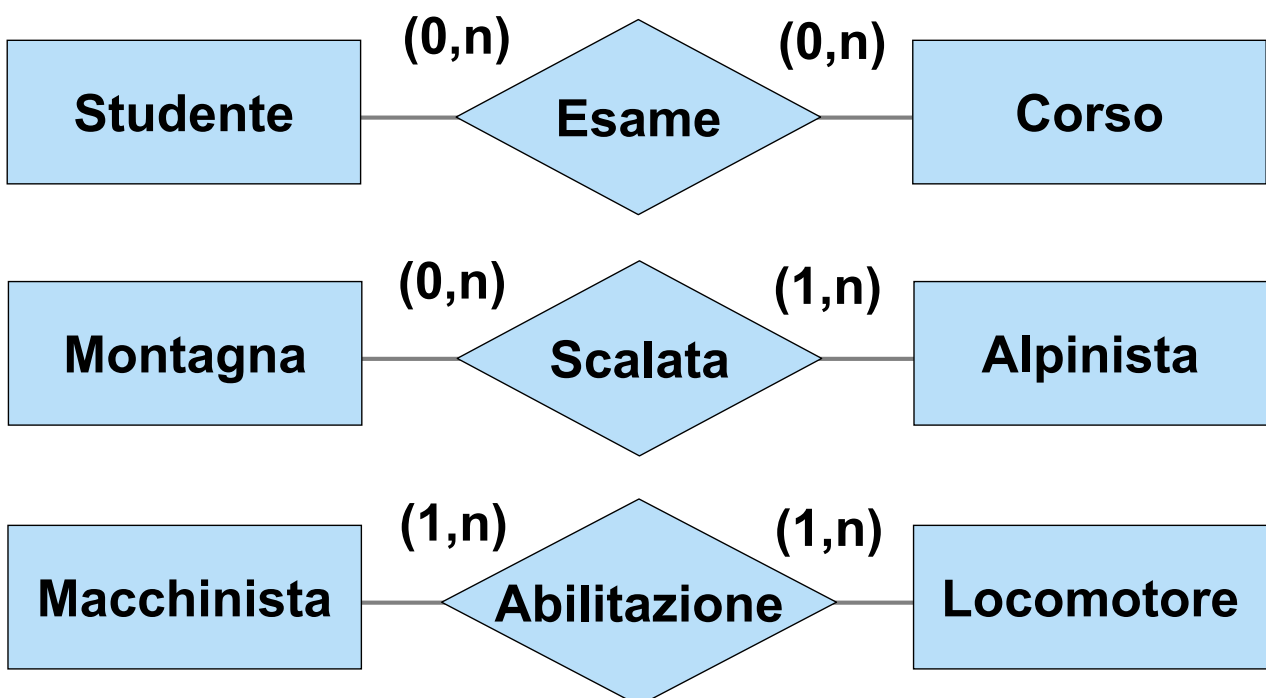 (0,n) (0,n)
Studente Esame Corso
(0,n) (1,n)
Montagna Scalata Alpinista
(1,n) (1,n)
Macchinista Abilitazione Locomotore